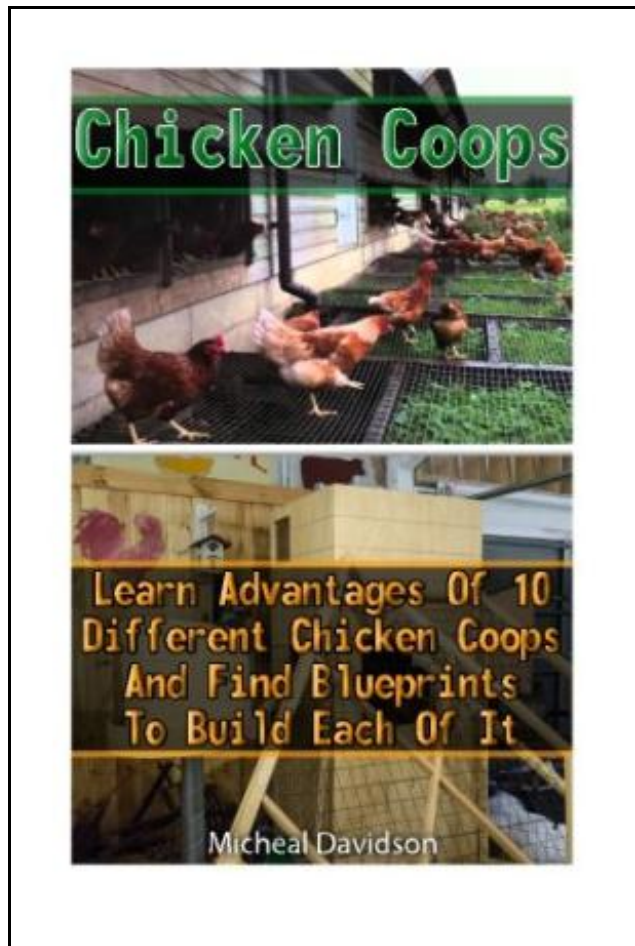 Chicken Coops
Learn Advantages Of 10
Different Chicken Coops
And Find Blueprints
To Build Each Of It
Micheal Davidson